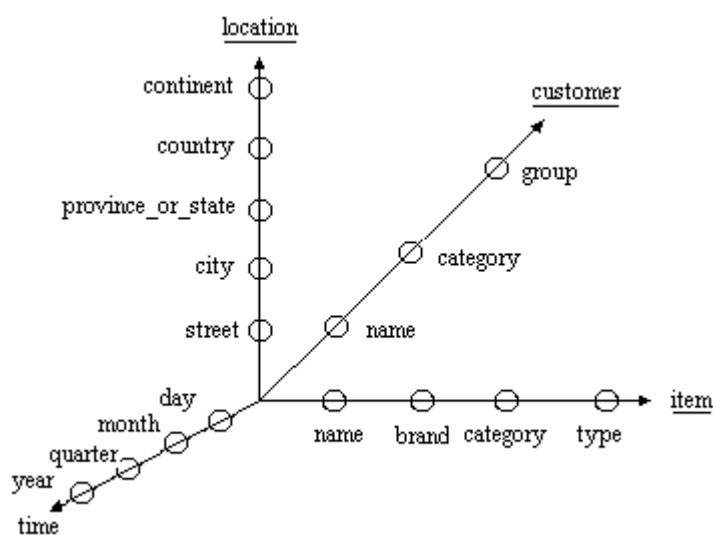 location
continent
customer
country
group
province_or_state
category
city
street
name
day
month
item
name brand category type
quarter
year
time